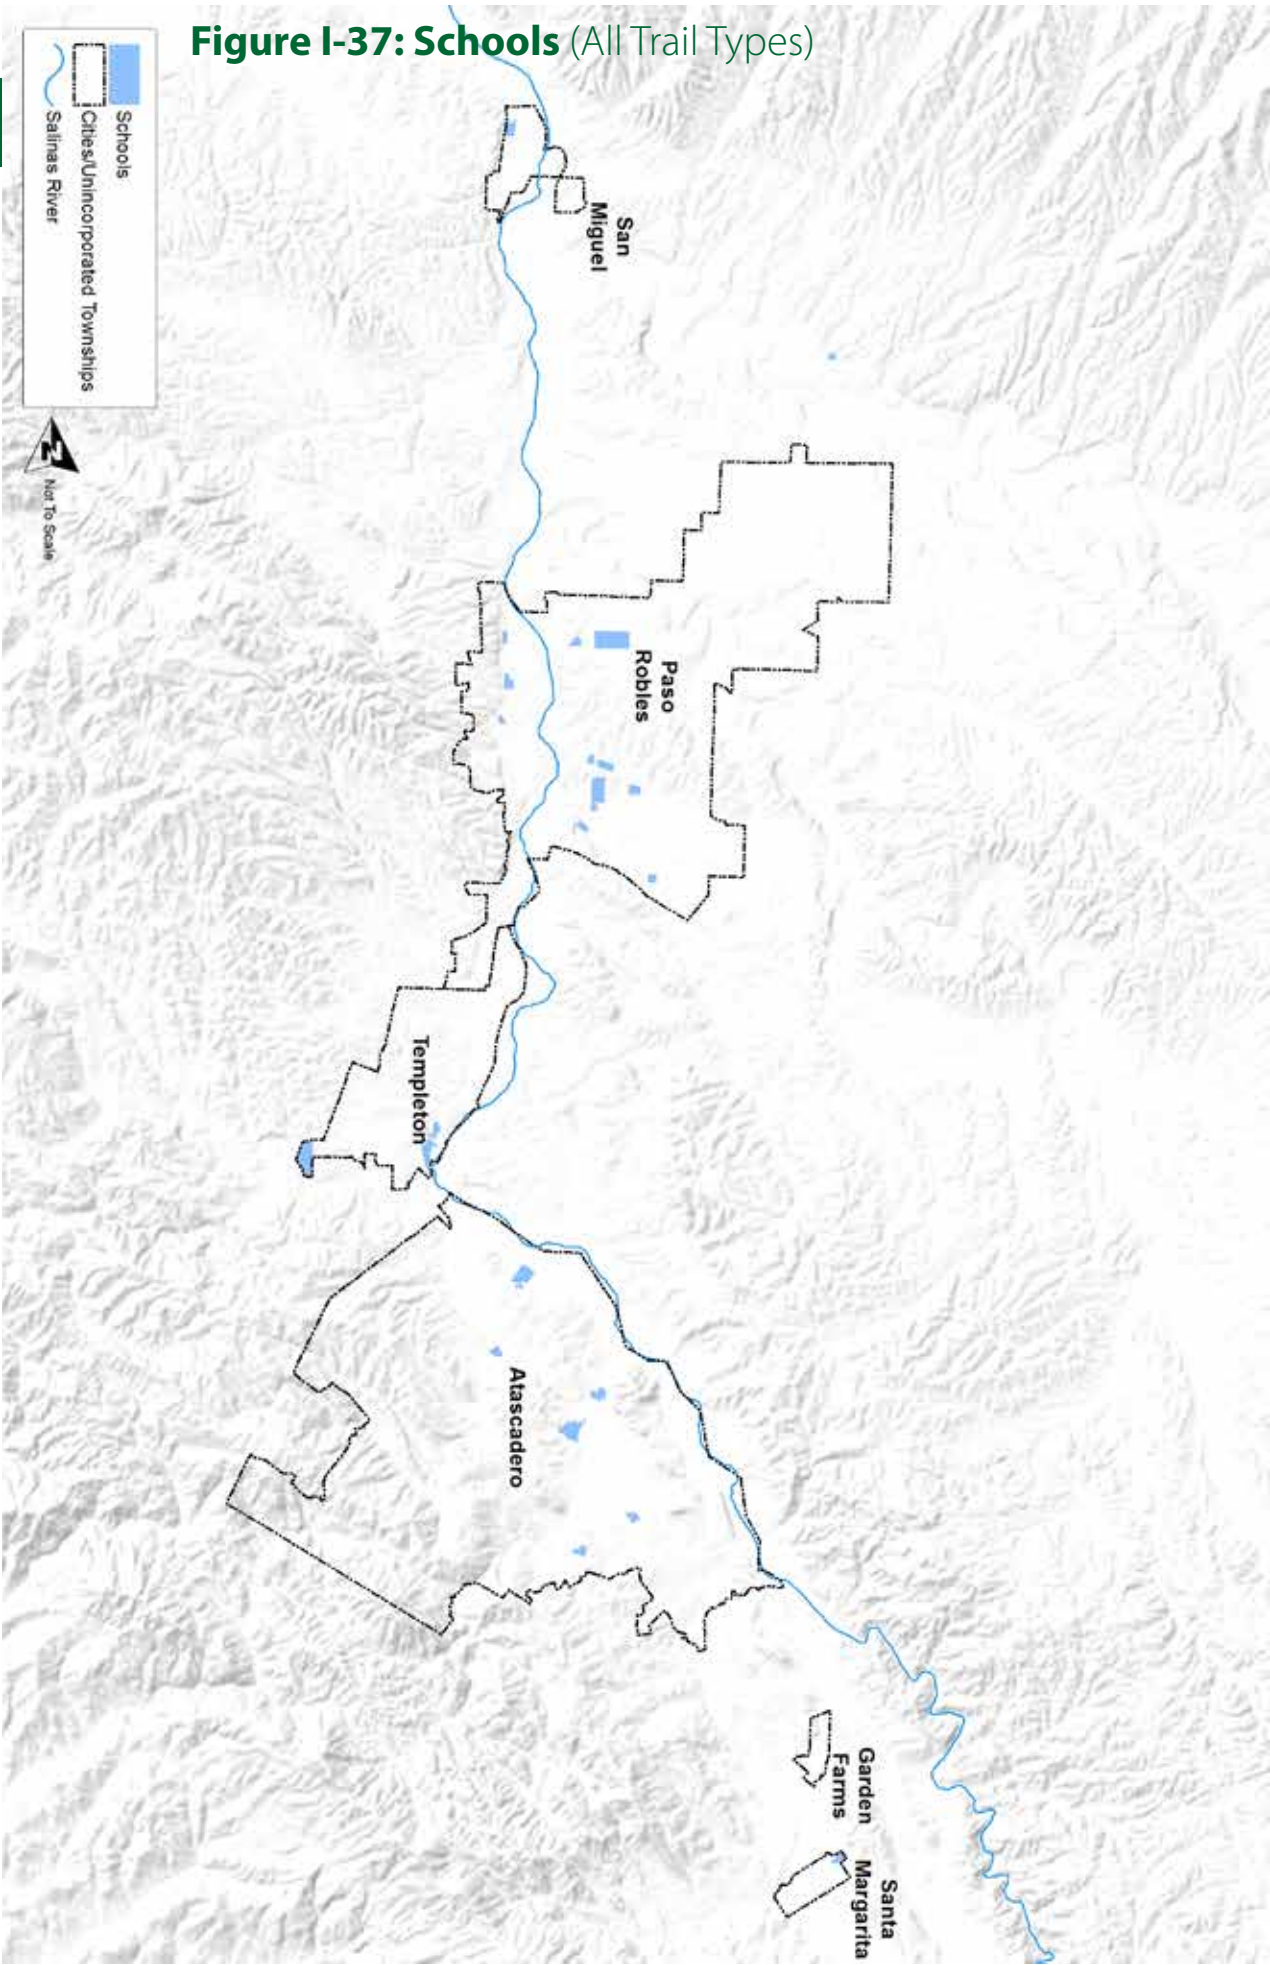 Figure I-37: Schools (All Trail Types)
Schools
Cities/Unincorporated Townships
Salinas River
N
Not To Scale
San
Miguel
Paso
Robles
Templeton
Atascadero
Garden
Farms
Santa
Margarita